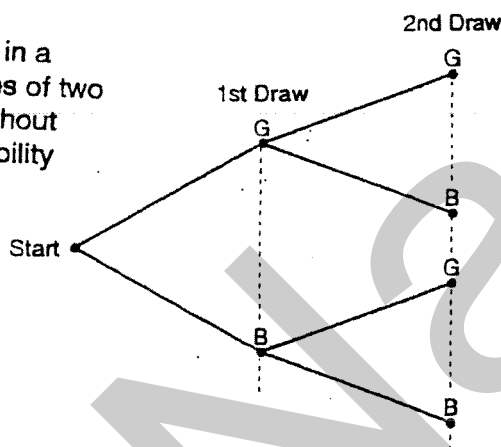 in a
es of two
hout
bility
2nd Draw
G
1st Draw
G
B
Start
G
B
B